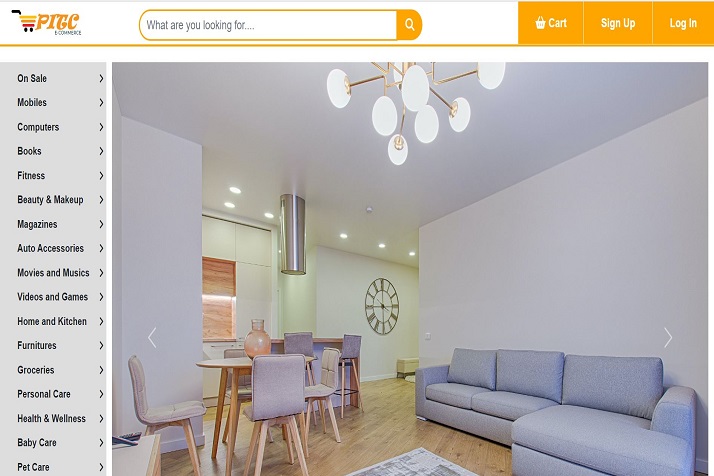 PITC
E-COMMERCE
What are you looking for....
Cart
Sign Up
Log In
On Sale
Mobiles
Computers
Books
Fitness
Beauty & Makeup
Magazines
Auto Accessories
Movies and Musics
Videos and Games
Home and Kitchen
Furnitures
Groceries
Personal Care
Health & Wellness
Baby Care
Pet Care